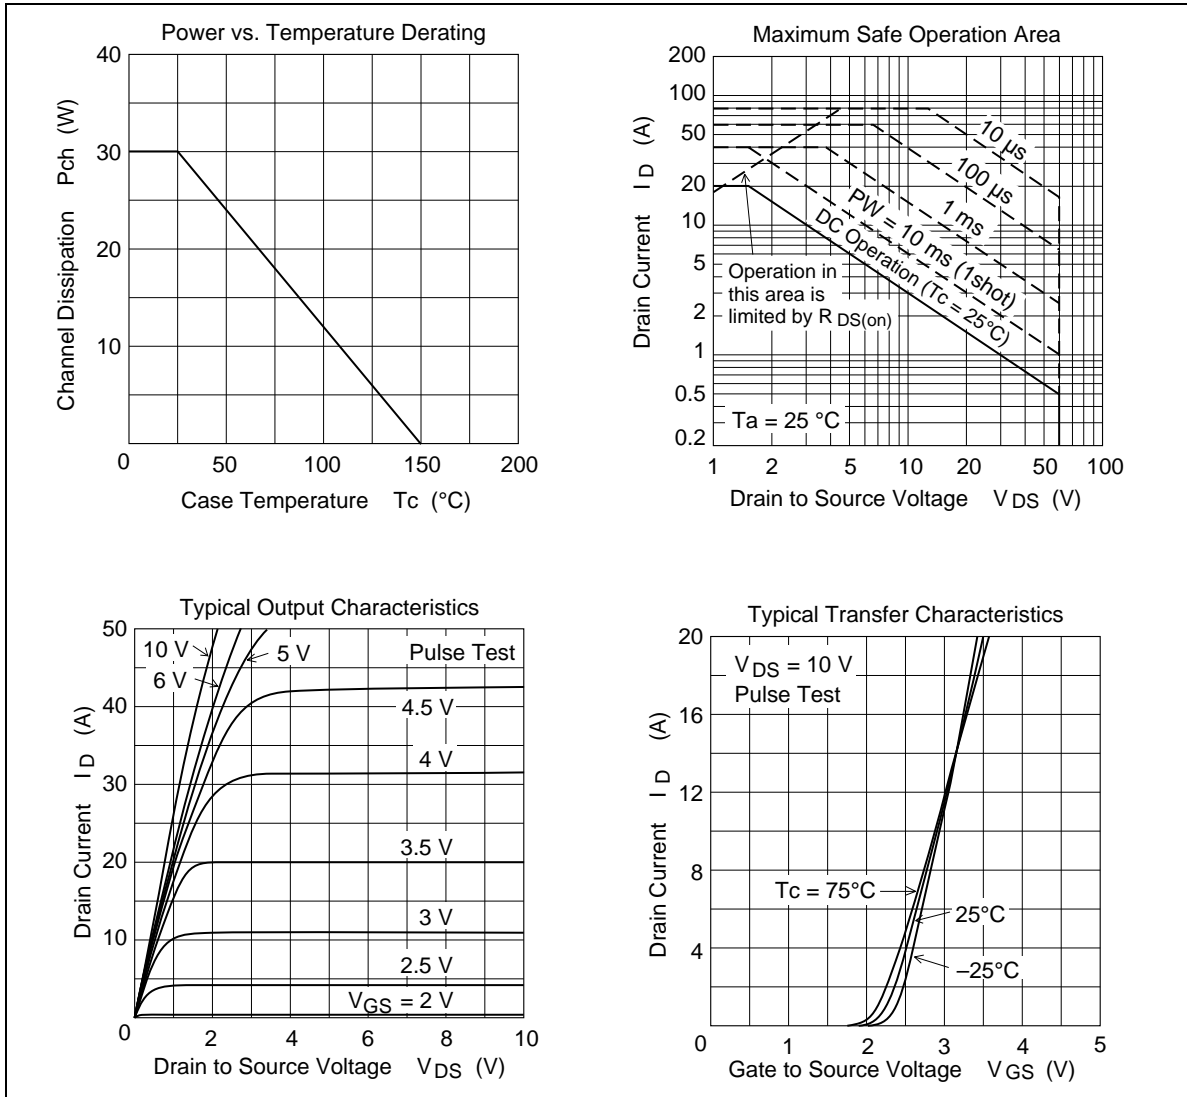 Power vs. Temperature Derating
40
30
20
10
0
50
100
150
200
Channel Dissipation Pch (W)
Case Temperature Tc (°C)
Maximum Safe Operation Area
200
100
50
20
10
5
2
1
0.5
0.2
1
2
5
10
20
50
100
Drain Current I D (A)
Drain to Source Voltage V DS (V)
10 µs
100 µs
1 ms
PW = 10 ms (1shot)
DC Operation (Tc = 25°C)
Operation in
this area is
limited by R DS(on)
Ta = 25 °C
Typical Output Characteristics
50
40
30
20
10
0
2
4
6
8
10
Drain Current I D (A)
Drain to Source Voltage V DS (V)
10 V
6 V
5 V
Pulse Test
4.5 V
4 V
3.5 V
3 V
2.5 V
VGS = 2 V
Typical Transfer Characteristics
20
16
12
8
4
0
1
2
3
4
5
Drain Current I D (A)
Gate to Source Voltage V GS (V)
V DS = 10 V
Pulse Test
Tc = 75°C
25°C
–25°C